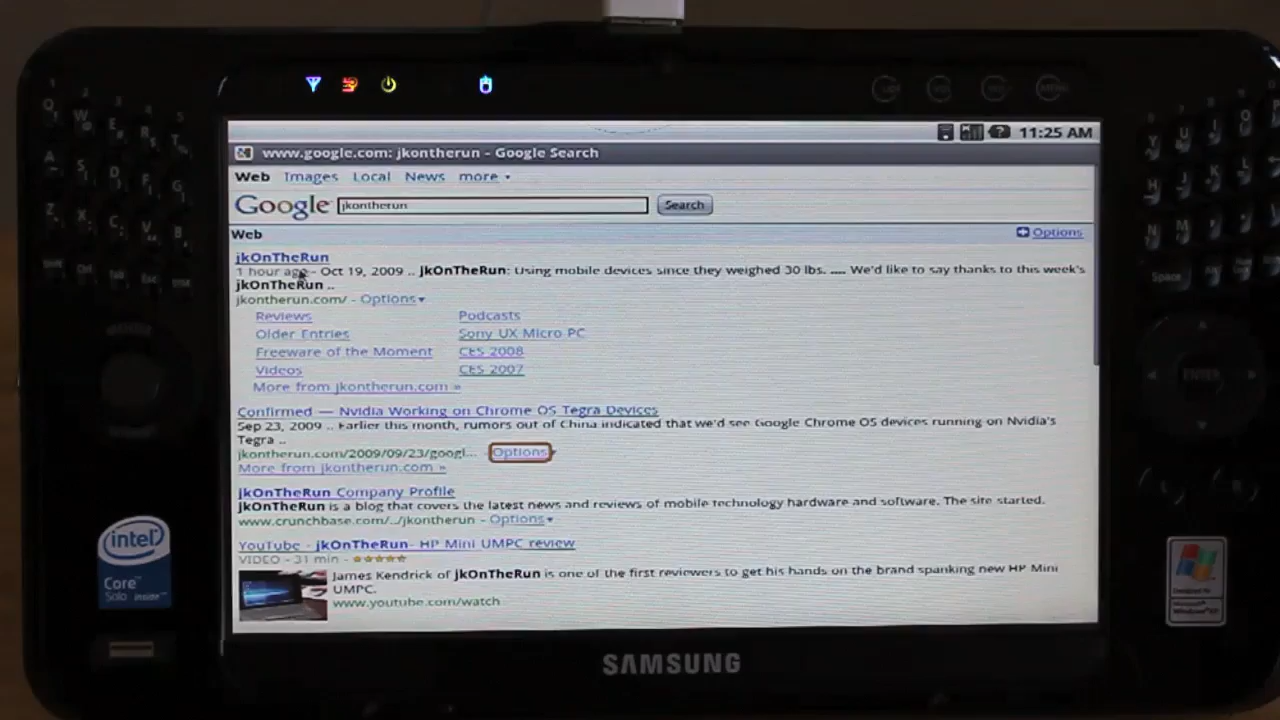 11:25 AM
www.google.com: jkontherun - Google Search
Web Images Local News more
Google jkontherun Search
Web Options
jkOnTheRun
1 hour ago - Oct 19, 2009 .. jkOnTheRun: Using mobile devices since they weighed 30 lbs. .... We'd like to say thanks to this week's
jkOnTheRun ..
jkontherun.com/ - Options
Reviews Podcasts
Older Entries Sony UX Micro PC
Freeware of the Moment CES 2008
Videos CES 2007
More from jkontherun.com »
Confirmed — Nvidia Working on Chrome OS Tegra Devices
Sep 23, 2009 .. Earlier this month, rumors out of China indicated that we'd see Google Chrome OS devices running on Nvidia's
Tegra ..
jkontherun.com/2009/09/23/googl... Options
More from jkontherun.com »
jkOnTheRun Company Profile
jkOnTheRun is a blog that covers the latest news and reviews of mobile technology hardware and software. The site started.
www.crunchbase.com/../jkontherun - Options
YouTube - jkOnTheRun- HP Mini UMPC review
VIDEO - 31 min -
James Kendrick of jkOnTheRun is one of the first reviewers to get his hands on the brand spanking new HP Mini
UMPC.
www.youtube.com/watch
SAMSUNG
intel
Core
Solo inside
Q W E R T
A S D F G
Z X C V B
Y U I O
Space
ENTER
MENU